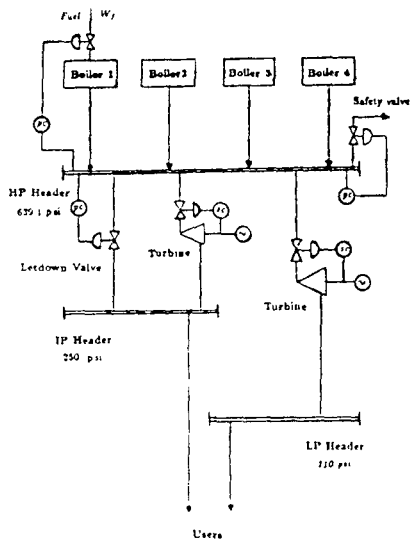 Fuel W_f
Boiler 1
Boiler 2
Boiler 3
Boiler 4
Safety valve
pc
HP Header
pc
pc
sc
sc
Letdown Valve
Turbine
Turbine
IP Header
250 psi
LP Header
110 psi
Users